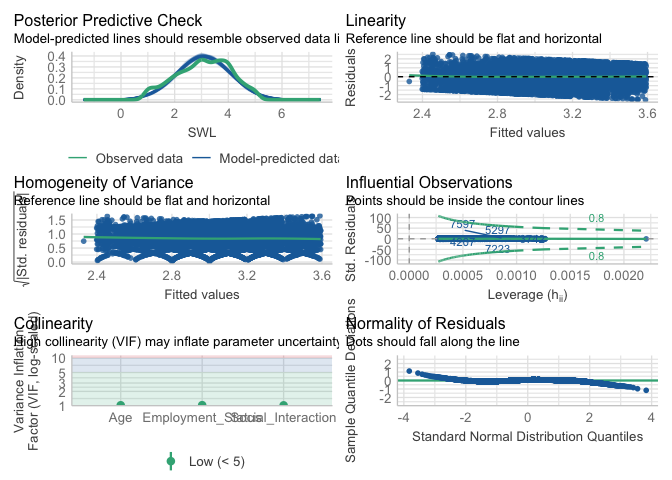 Posterior Predictive Check
Model-predicted lines should resemble observed data li
Density
0.4
0.3
0.2
0.1
0.0
0 2 4 6
SWL
Observed data Model-predicted data
Linearity
Reference line should be flat and horizontal
Residuals
2
1
0
-1
-2
2.4 2.8 3.2 3.6
Fitted values
Homogeneity of Variance
Reference line should be flat and horizontal
√|Std. residuals|
1.5
1.0
0.5
0.0
2.4 2.8 3.2 3.6
Fitted values
Influential Observations
Points should be inside the contour lines
Std. Residuals
100
50
0
-50
-100
7597
5297
4267
7223
0.8
0.8
0.0000 0.0005 0.0010 0.0015 0.0020
Leverage (hii)
Collinearity
High collinearity (VIF) may inflate parameter uncertainty
Variance Inflation
Factor (VIF, log-scaled)
10
5
3
2
1
Age Employment_Status Social_Interaction
Low (< 5)
Normality of Residuals
Dots should fall along the line
Sample Quantile Deviations
2
1
0
-1
-2
-4 -2 0 2 4
Standard Normal Distribution Quantiles